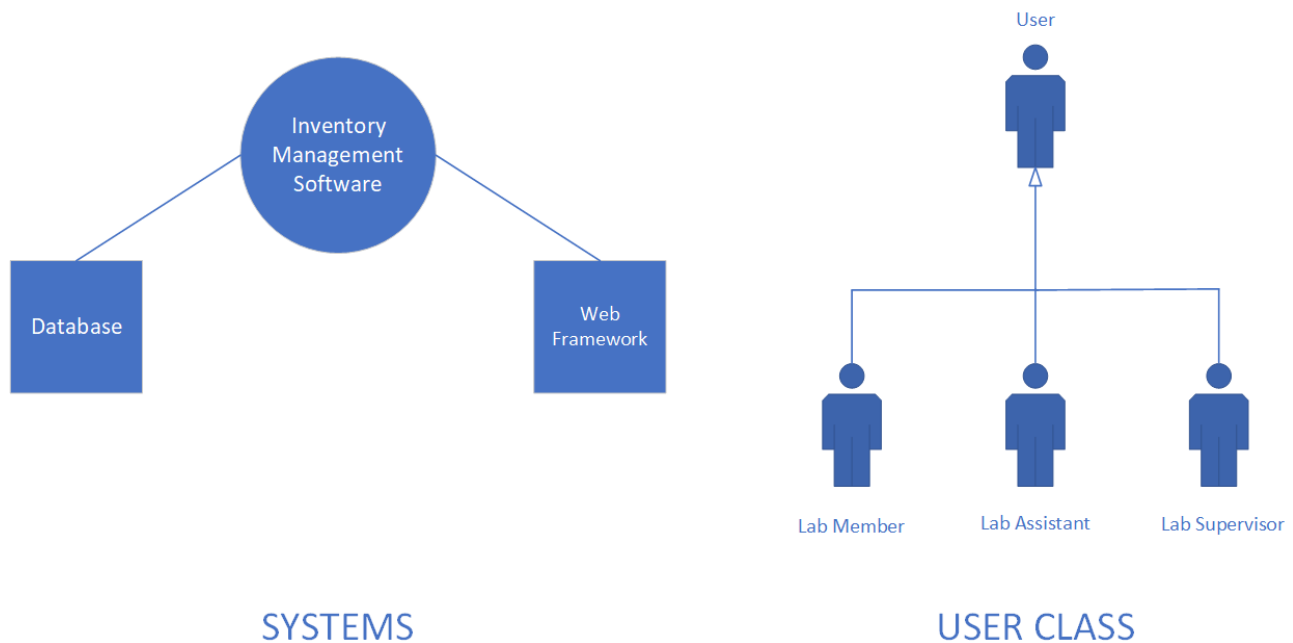 User
Inventory
Management
Software
Database
Web
Framework
Lab Member
Lab Assistant
Lab Supervisor
SYSTEMS
USER CLASS